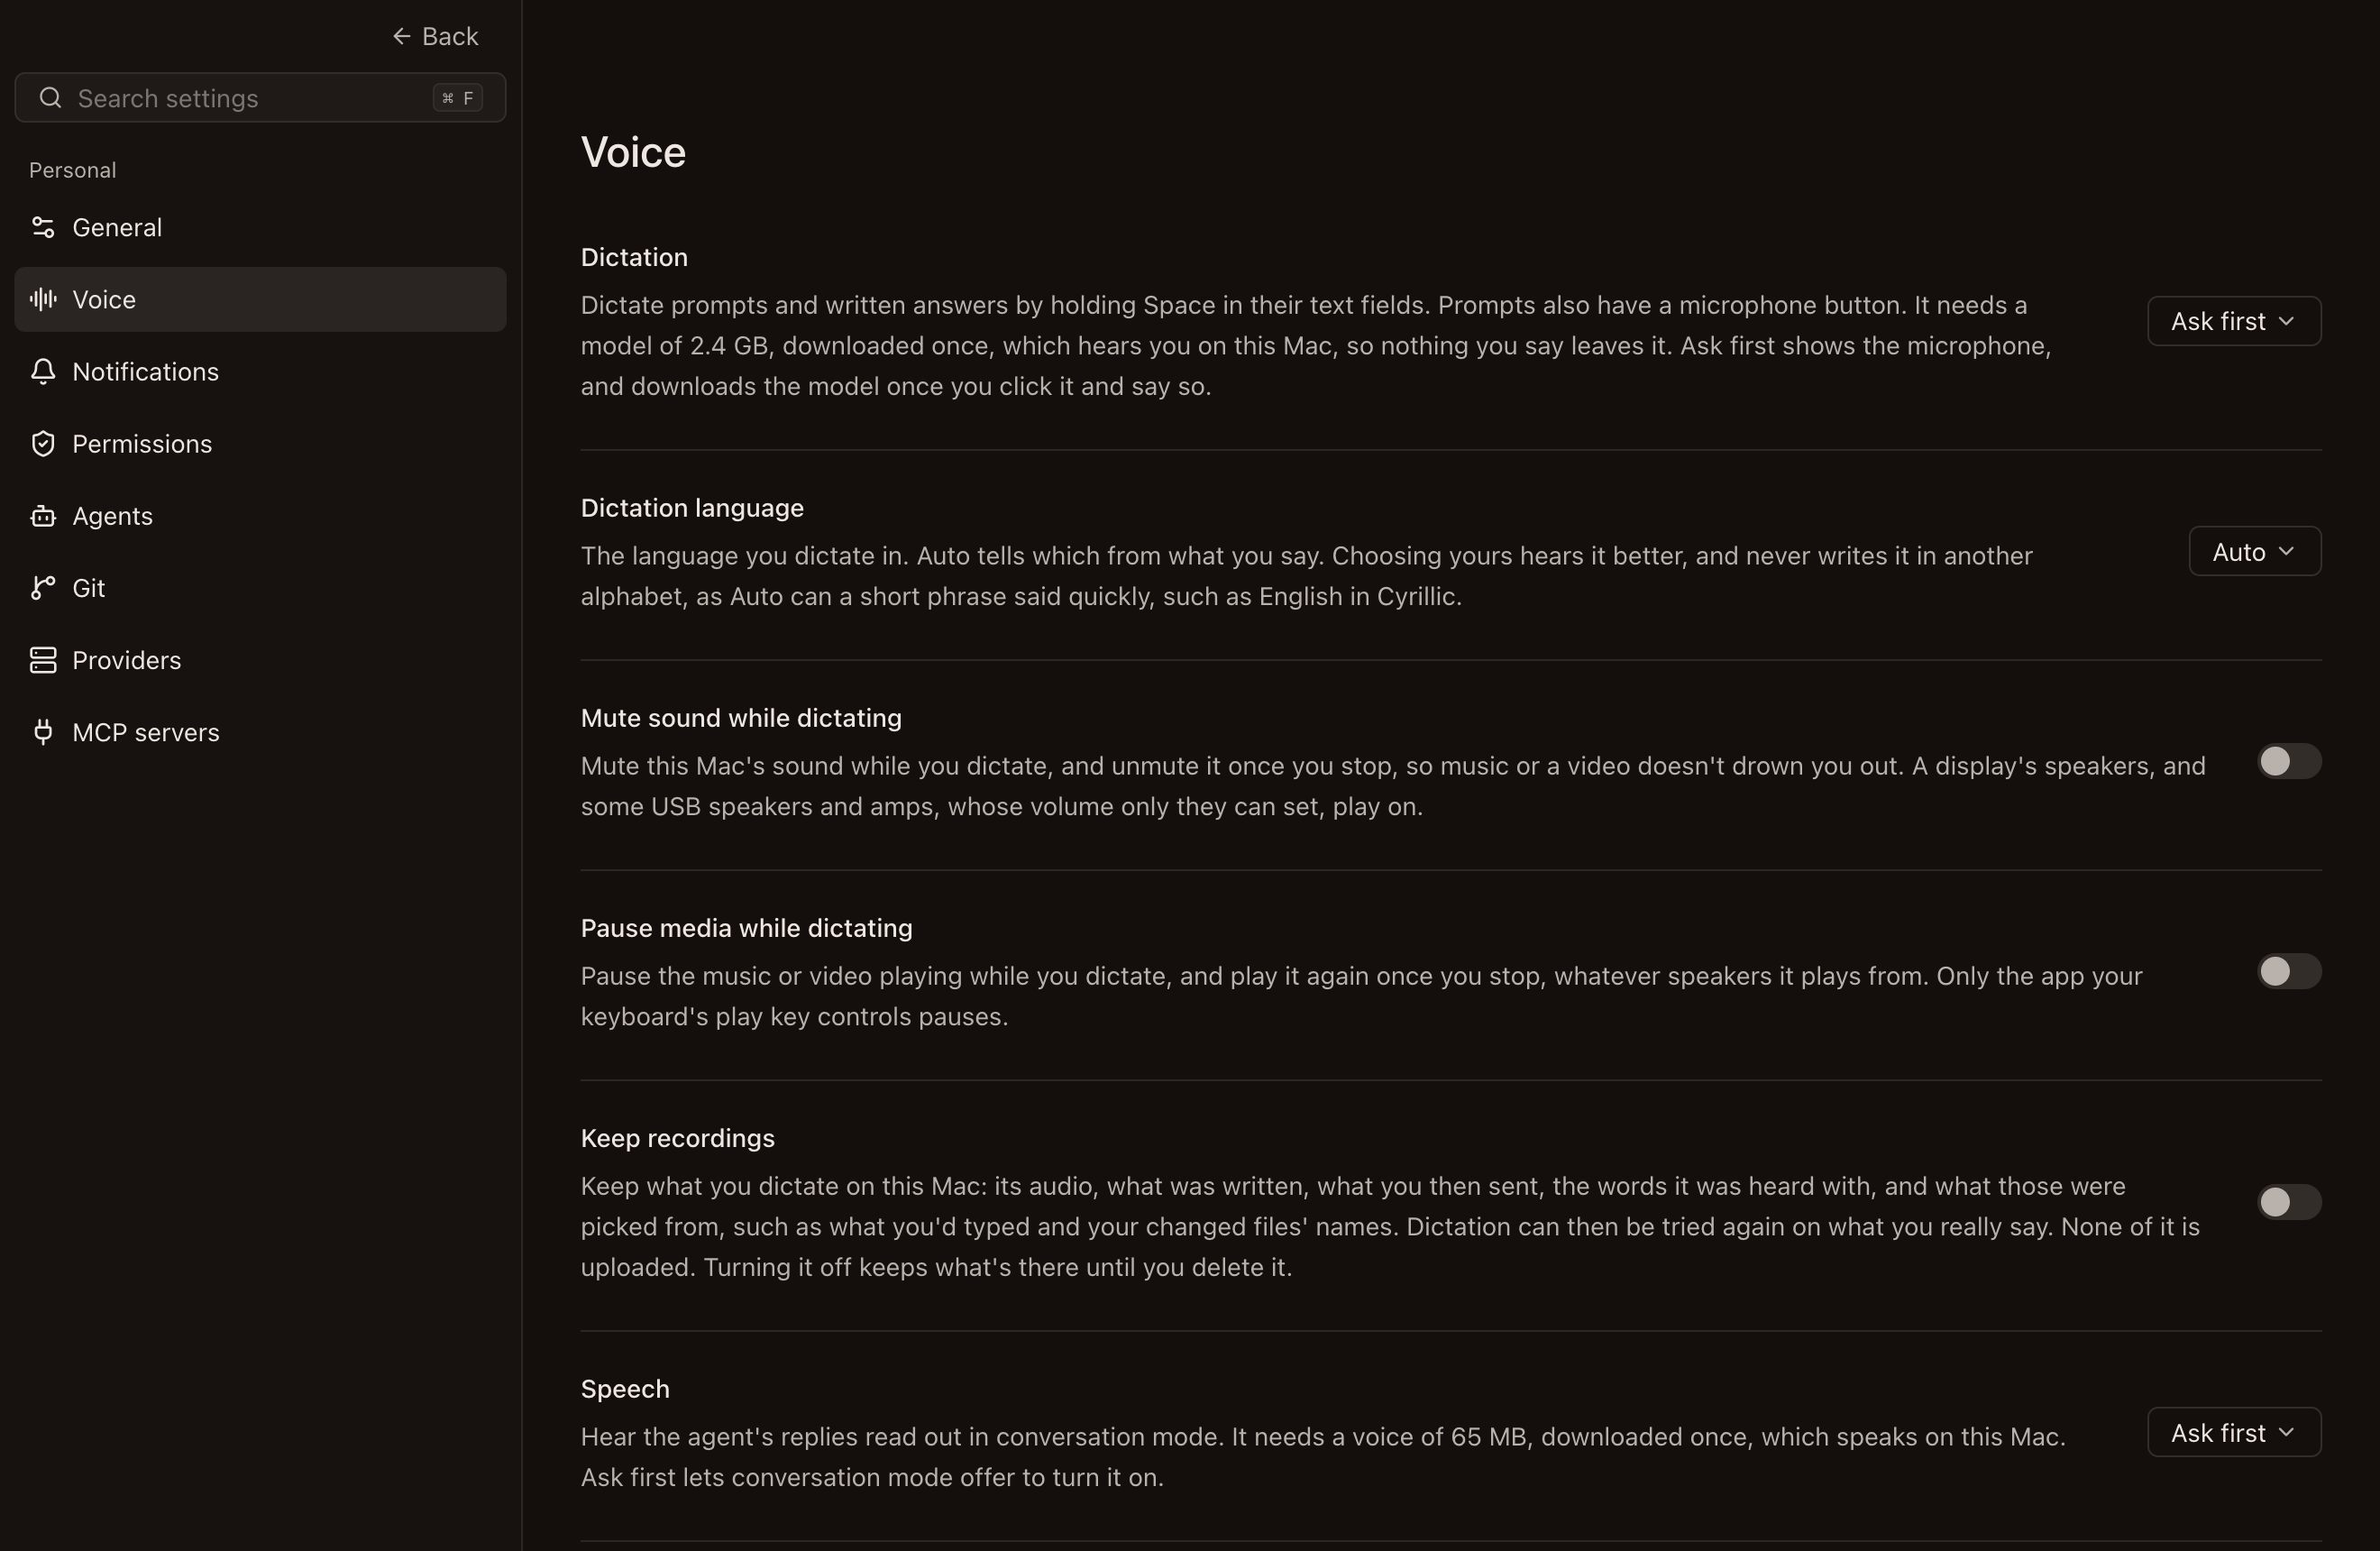 Back
Search settings
⌘ F
Personal
General
Voice
Notifications
Permissions
Agents
Git
Providers
MCP servers
Voice
Dictation
Dictate prompts and written answers by holding Space in their text fields. Prompts also have a microphone button. It needs a
model of 2.4 GB, downloaded once, which hears you on this Mac, so nothing you say leaves it. Ask first shows the microphone,
and downloads the model once you click it and say so.
Ask first
Dictation language
The language you dictate in. Auto tells which from what you say. Choosing yours hears it better, and never writes it in another
alphabet, as Auto can a short phrase said quickly, such as English in Cyrillic.
Auto
Mute sound while dictating
Mute this Mac's sound while you dictate, and unmute it once you stop, so music or a video doesn't drown you out. A display's speakers, and
some USB speakers and amps, whose volume only they can set, play on.
Pause media while dictating
Pause the music or video playing while you dictate, and play it again once you stop, whatever speakers it plays from. Only the app your
keyboard's play key controls pauses.
Keep recordings
Keep what you dictate on this Mac: its audio, what was written, what you then sent, the words it was heard with, and what those were
picked from, such as what you'd typed and your changed files' names. Dictation can then be tried again on what you really say. None of it is
uploaded. Turning it off keeps what's there until you delete it.
Speech
Hear the agent's replies read out in conversation mode. It needs a voice of 65 MB, downloaded once, which speaks on this Mac.
Ask first lets conversation mode offer to turn it on.
Ask first